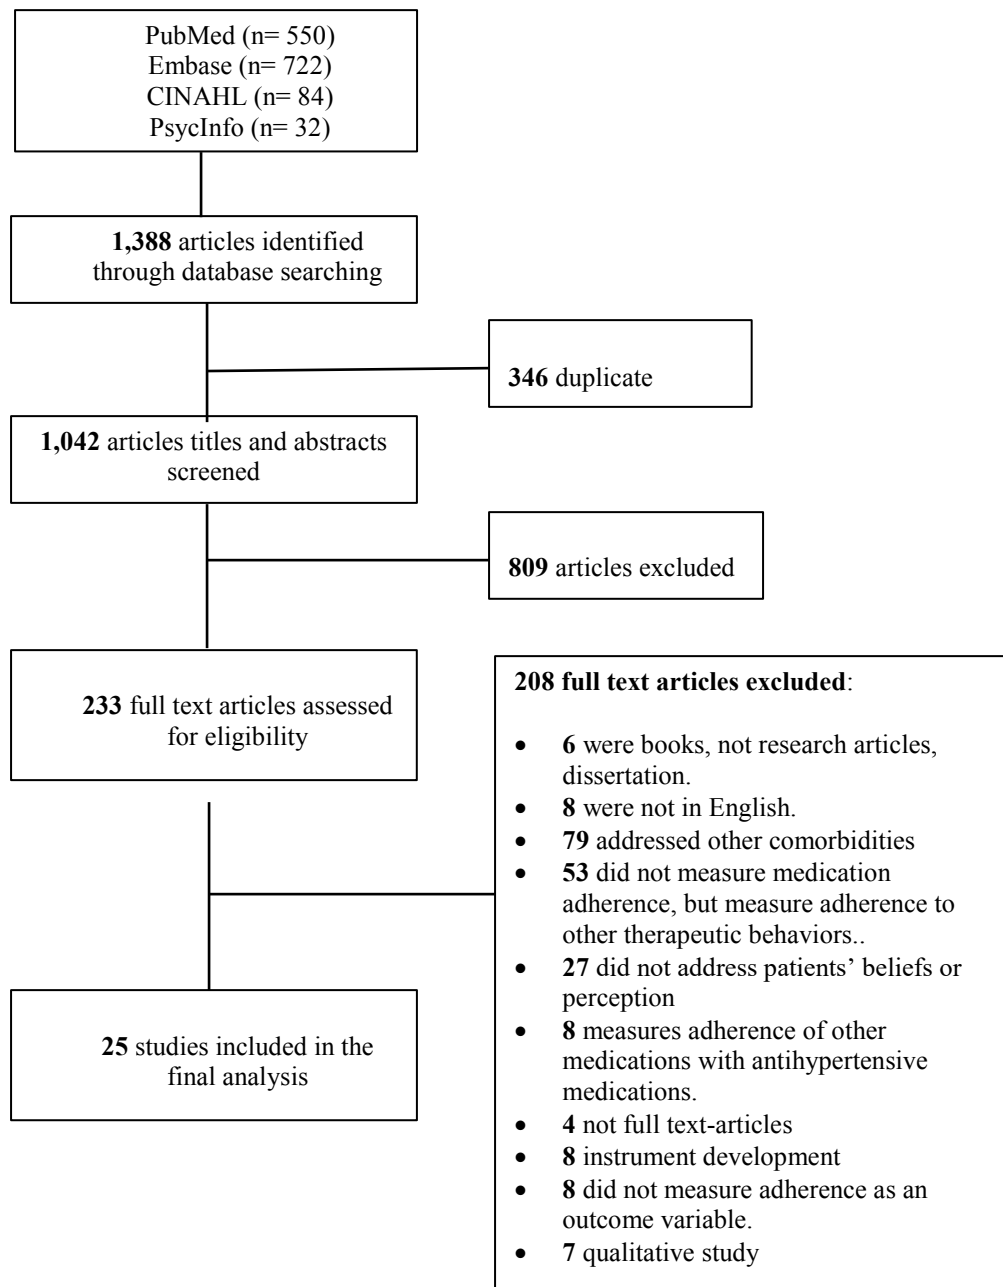 PubMed (n= 550)
Embase (n= 722)
CINAHL (n= 84)
PsycInfo (n= 32)
1,388 articles identified
through database searching
346 duplicate
1,042 articles titles and abstracts
screened
809 articles excluded
233 full text articles assessed
for eligibility
208 full text articles excluded:
• 6 were books, not research articles,
dissertation.
• 8 were not in English.
• 79 addressed other comorbidities
• 53 did not measure medication
adherence, but measure adherence to
other therapeutic behaviors..
• 27 did not address patients’ beliefs or
perception
• 8 measures adherence of other
medications with antihypertensive
medications.
• 4 not full text-articles
• 8 instrument development
• 8 did not measure adherence as an
outcome variable.
• 7 qualitative study
25 studies included in the
final analysis